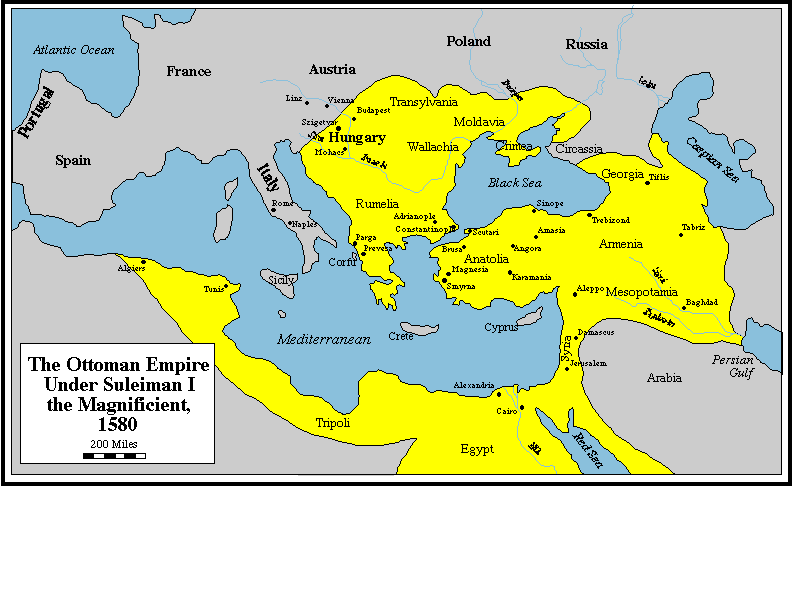 Atlantic Ocean
Portugal
Spain
France
Austria
Poland
Russia
Linz
Vienna
Budapest
Szigetvar
Hungary
Mohacs
Transylvania
Moldavia
Wallachia
Crimea
Circassia
Caspian Sea
Georgia
Tiflis
Black Sea
Italy
Rome
Naples
Rumelia
Adrianople
Constantinople
Scutari
Sinope
Trebizond
Amasia
Angora
Brusa
Anatolia
Magnesia
Smyrna
Karamania
Armenia
Tabriz
Parga
Prevesa
Corfu
Algiers
Tunis
Sicily
Mediterranean
Crete
Cyprus
Aleppo
Mesopotamia
Baghdad
Syria
Damascus
Jerusalem
Persian
Gulf
Arabia
Alexandria
Cairo
Tripoli
Egypt
Nile
Red Sea
The Ottoman Empire
Under Suleiman I
the Magnificient,
1580
200 Miles